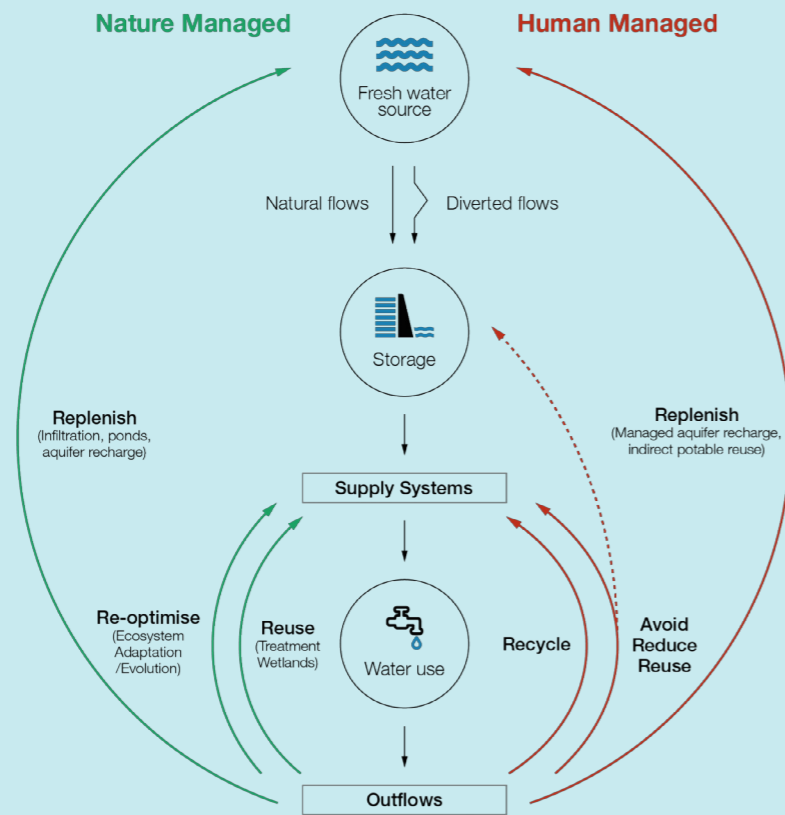 Nature Managed
Human Managed
Fresh water
source
Natural flows
Diverted flows
Storage
Replenish
(Infiltration, ponds,
aquifer recharge)
Replenish
(Managed aquifer recharge,
indirect potable reuse)
Supply Systems
Re-optimise
(Ecosystem
Adaptation
/Evolution)
Reuse
(Treatment
Wetlands)
Water use
Recycle
Avoid
Reduce
Reuse
Outflows